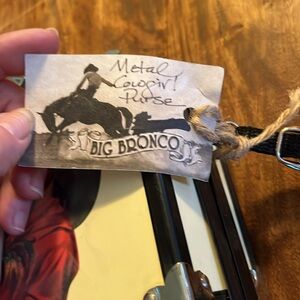 Metal
Cowgirl
Purse
BIG BRONCO